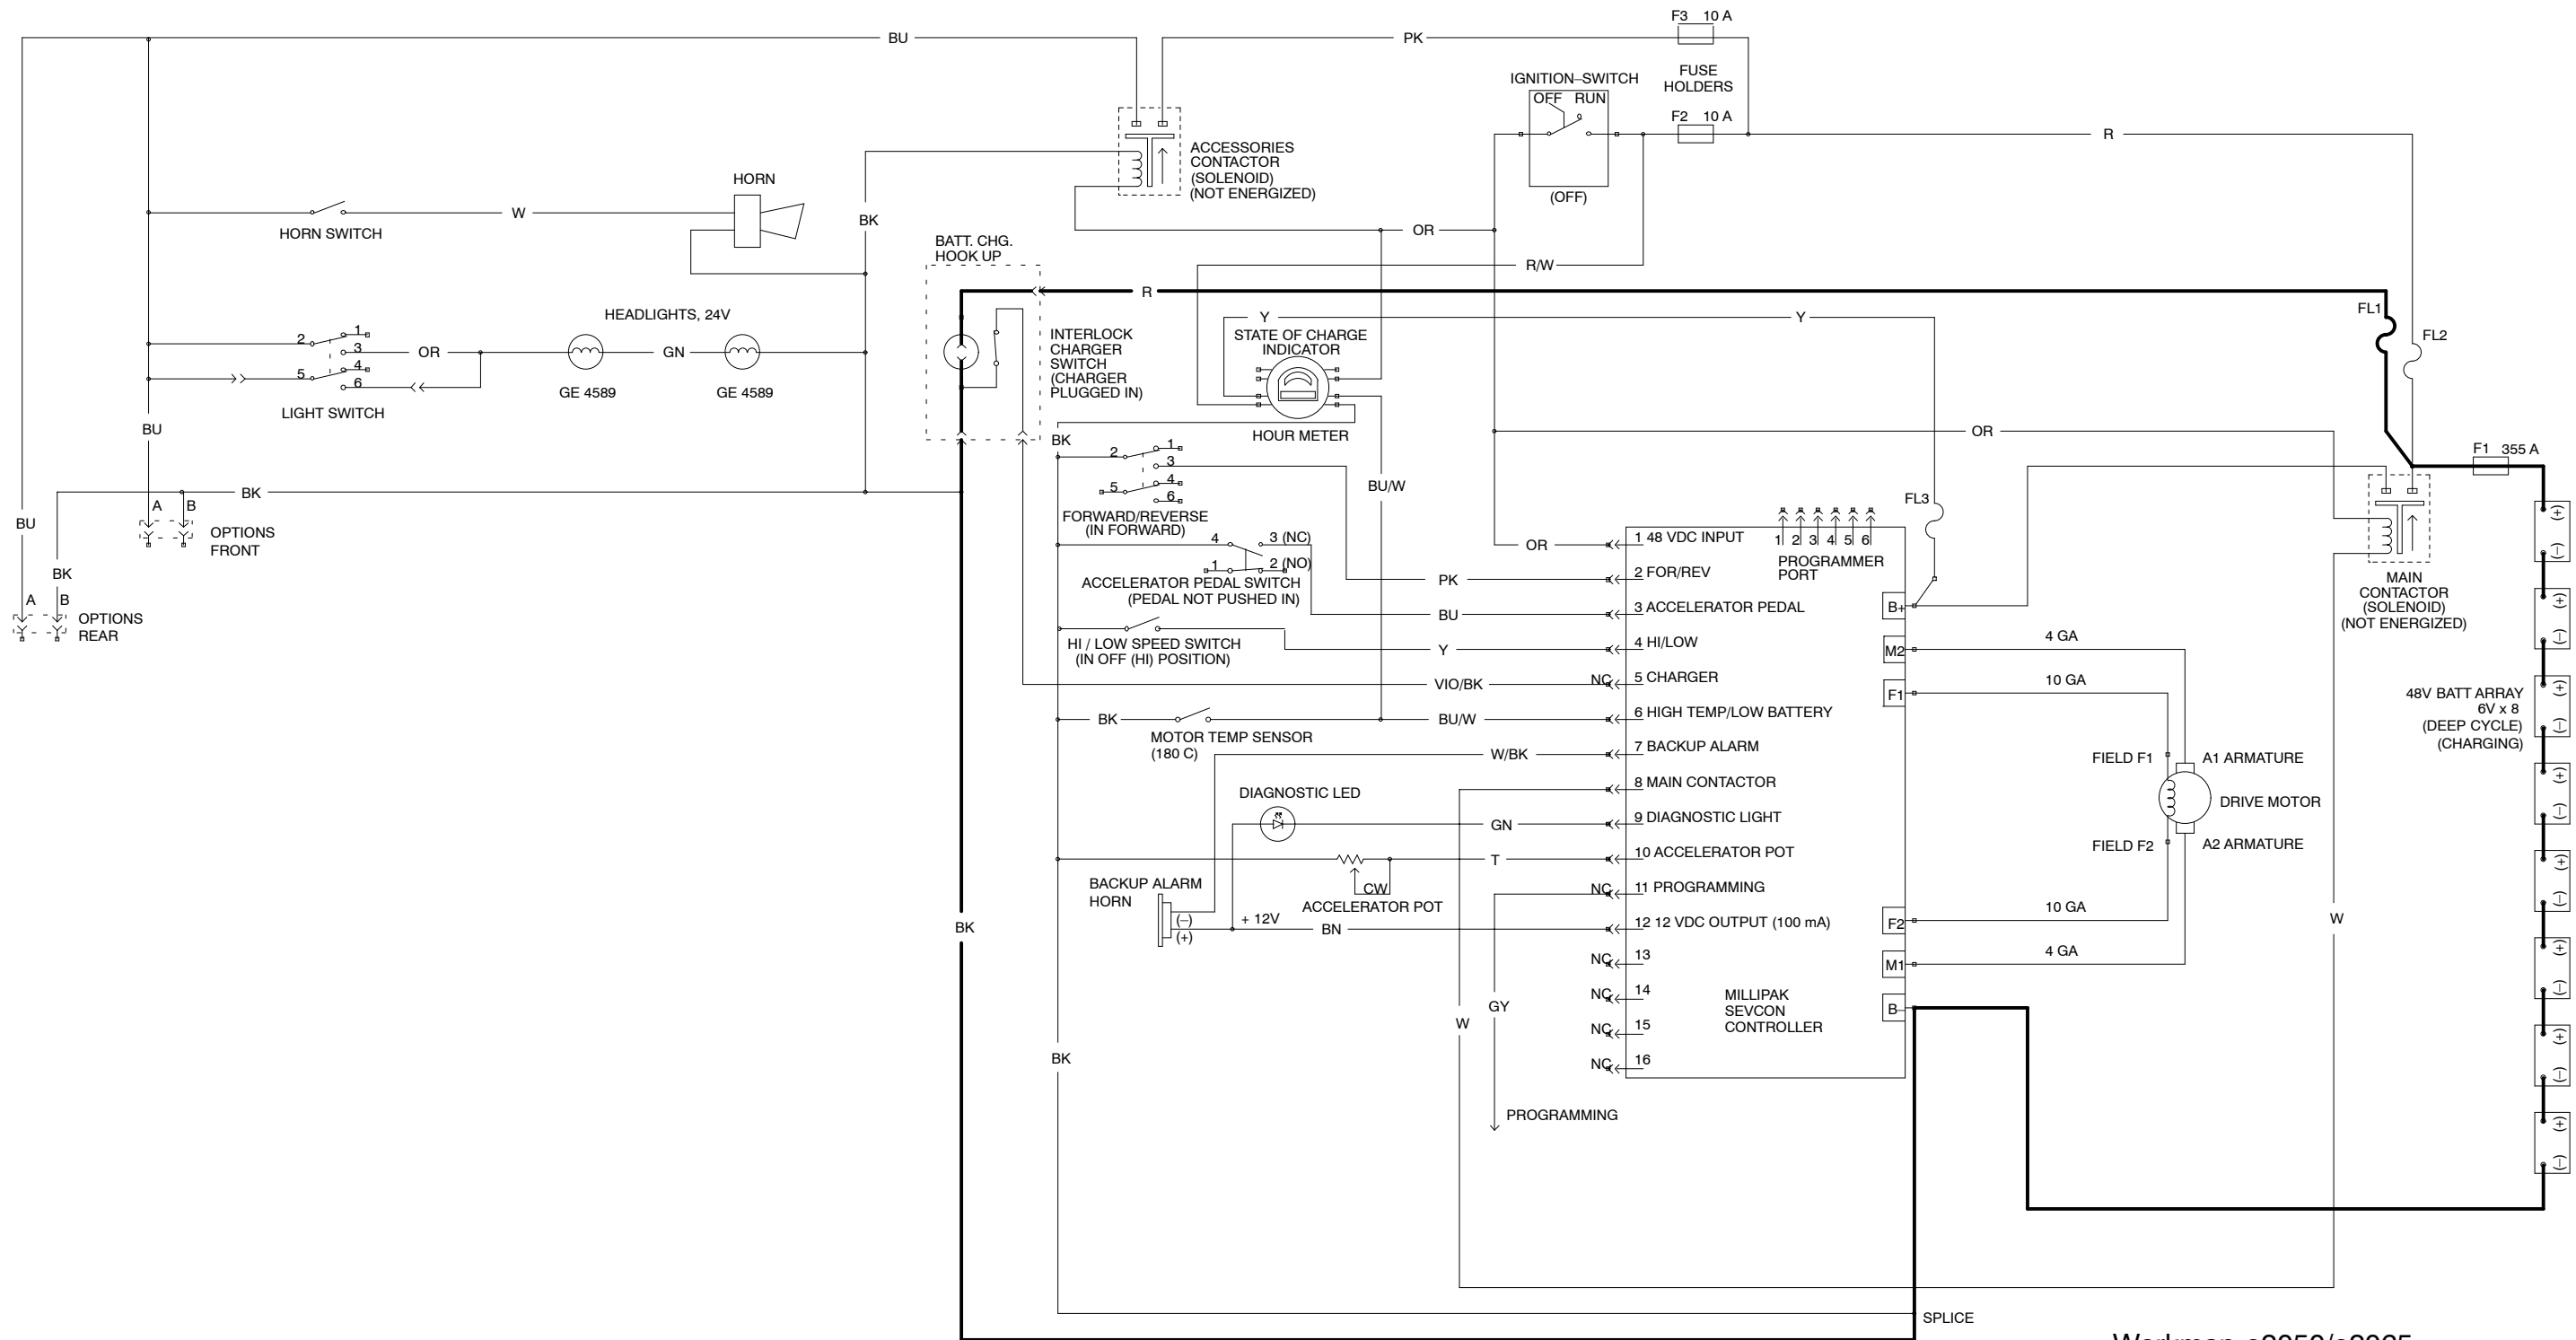 F3 10 A
BU
PK
FUSE
HOLDERS
IGNITION–SWITCH
OFF RUN
(OFF)
F2 10 A
R
ACCESSORIES
CONTACTOR
(SOLENOID)
(NOT ENERGIZED)
HORN
W
HORN SWITCH
BK
OR
R/W
BATT. CHG.
HOOK UP
R
FL1
FL2
HEADLIGHTS, 24V
INTERLOCK
CHARGER
SWITCH
(CHARGER
PLUGGED IN)
Y
Y
STATE OF CHARGE
INDICATOR
HOUR METER
1
2
3
4
5
6
OR
GN
GE 4589
GE 4589
LIGHT SWITCH
BU
BK
OR
F1 355 A
1
2
3
4
5
6
FORWARD/REVERSE
(IN FORWARD)
BU/W
FL3
BK
A
B
OPTIONS
FRONT
BU
BK
A
B
OPTIONS
REAR
4
3 (NC)
1
2 (NO)
ACCELERATOR PEDAL SWITCH
(PEDAL NOT PUSHED IN)
HI / LOW SPEED SWITCH
(IN OFF (HI) POSITION)
OR
1 48 VDC INPUT
1 2 3 4 5 6
PROGRAMMER
PORT
PK
2 FOR/REV
BU
3 ACCELERATOR PEDAL
Y
4 HI/LOW
VIO/BK
NC
5 CHARGER
BK
MOTOR TEMP SENSOR
(180 C)
BU/W
6 HIGH TEMP/LOW BATTERY
W/BK
7 BACKUP ALARM
8 MAIN CONTACTOR
DIAGNOSTIC LED
GN
9 DIAGNOSTIC LIGHT
T
10 ACCELERATOR POT
CW
ACCELERATOR POT
BACKUP ALARM
HORN
(–)
(+)
+ 12V
BN
NC
11 PROGRAMMING
12 12 VDC OUTPUT (100 mA)
NC
13
NC
14
NC
15
NC
16
MILLIPAK
SEVCON
CONTROLLER
B+
M2
F1
F2
M1
B–
4 GA
10 GA
10 GA
4 GA
FIELD F1
A1 ARMATURE
DRIVE MOTOR
FIELD F2
A2 ARMATURE
MAIN
CONTACTOR
(SOLENOID)
(NOT ENERGIZED)
48V BATT ARRAY
6V x 8
(DEEP CYCLE)
(CHARGING)
(+)
(–)
(+)
(–)
(+)
(–)
(+)
(–)
(+)
(–)
(+)
(–)
(+)
(–)
(+)
(–)
W
BK
GY
W
BK
PROGRAMMING
SPLICE